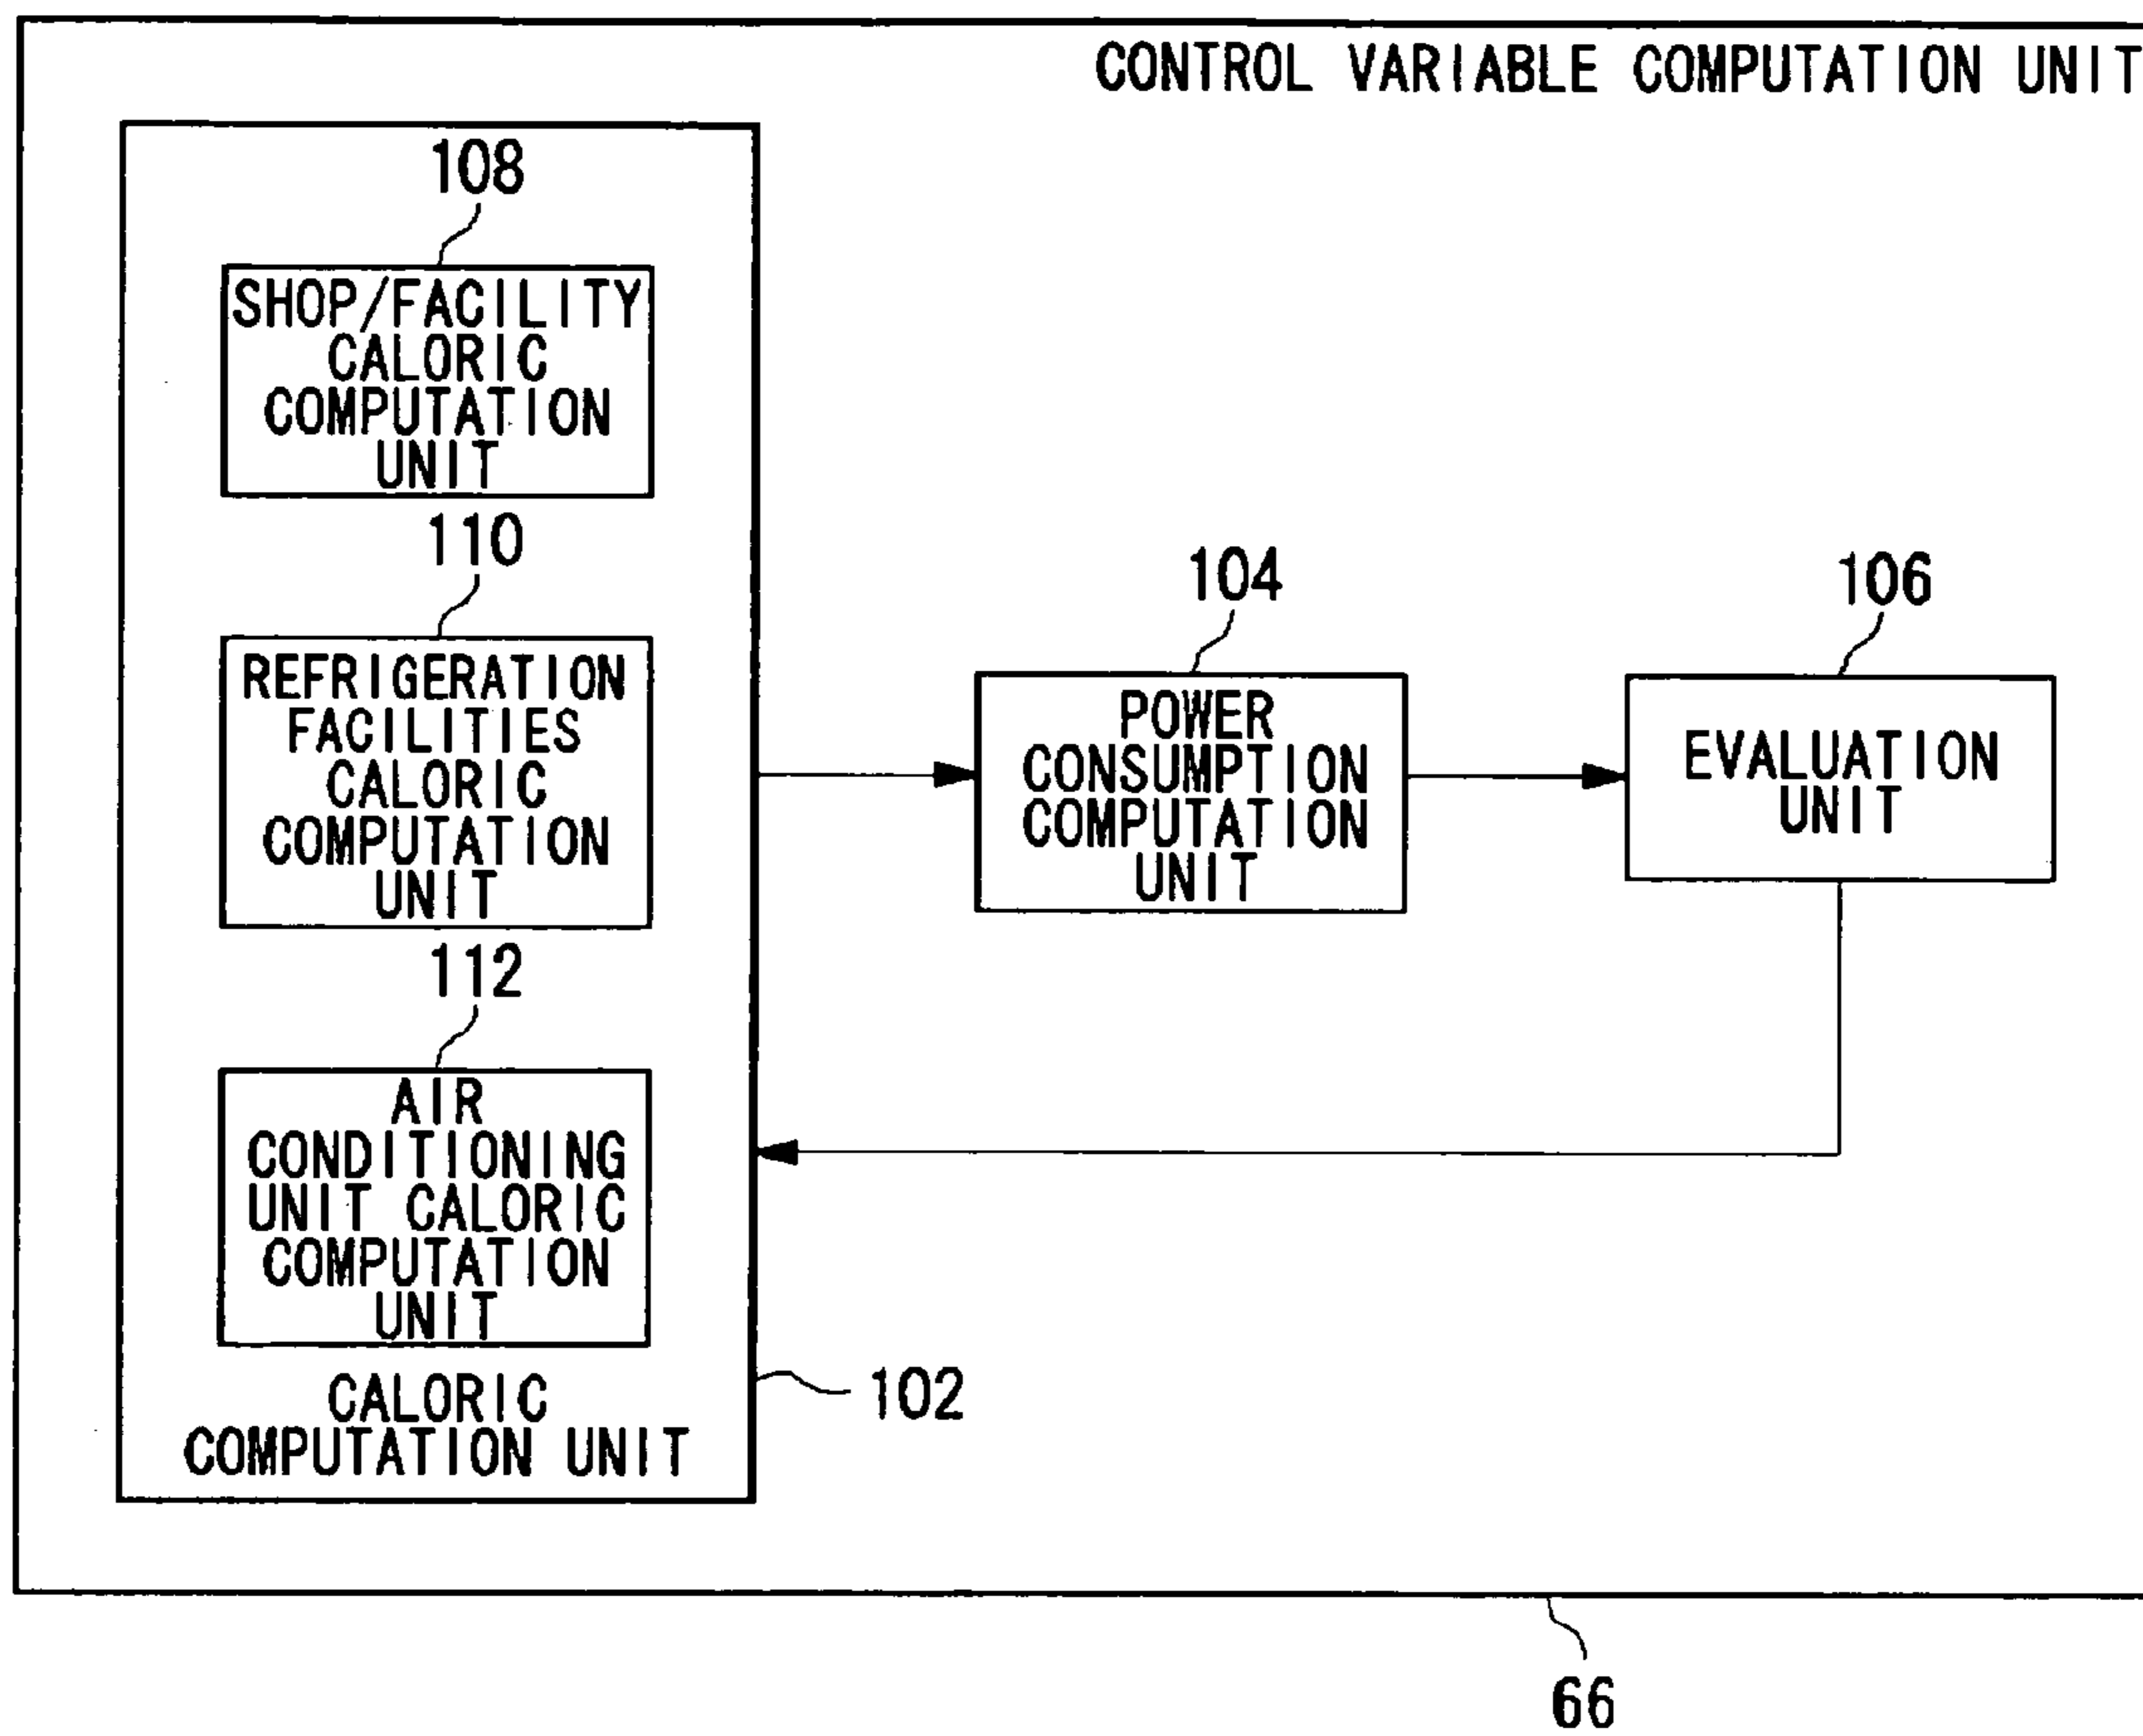 CONTROL VARIABLE COMPUTATION UNIT
108
SHOP/FACILITY
CALORIC
COMPUTATION
UNIT
110
REFRIGERATION
FACILITIES
CALORIC
COMPUTATION
UNIT
112
AIR
CONDITIONING
UNIT CALORIC
COMPUTATION
UNIT
CALORIC
COMPUTATION UNIT
102
104
POWER
CONSUMPTION
COMPUTATION
UNIT
106
EVALUATION
UNIT
66